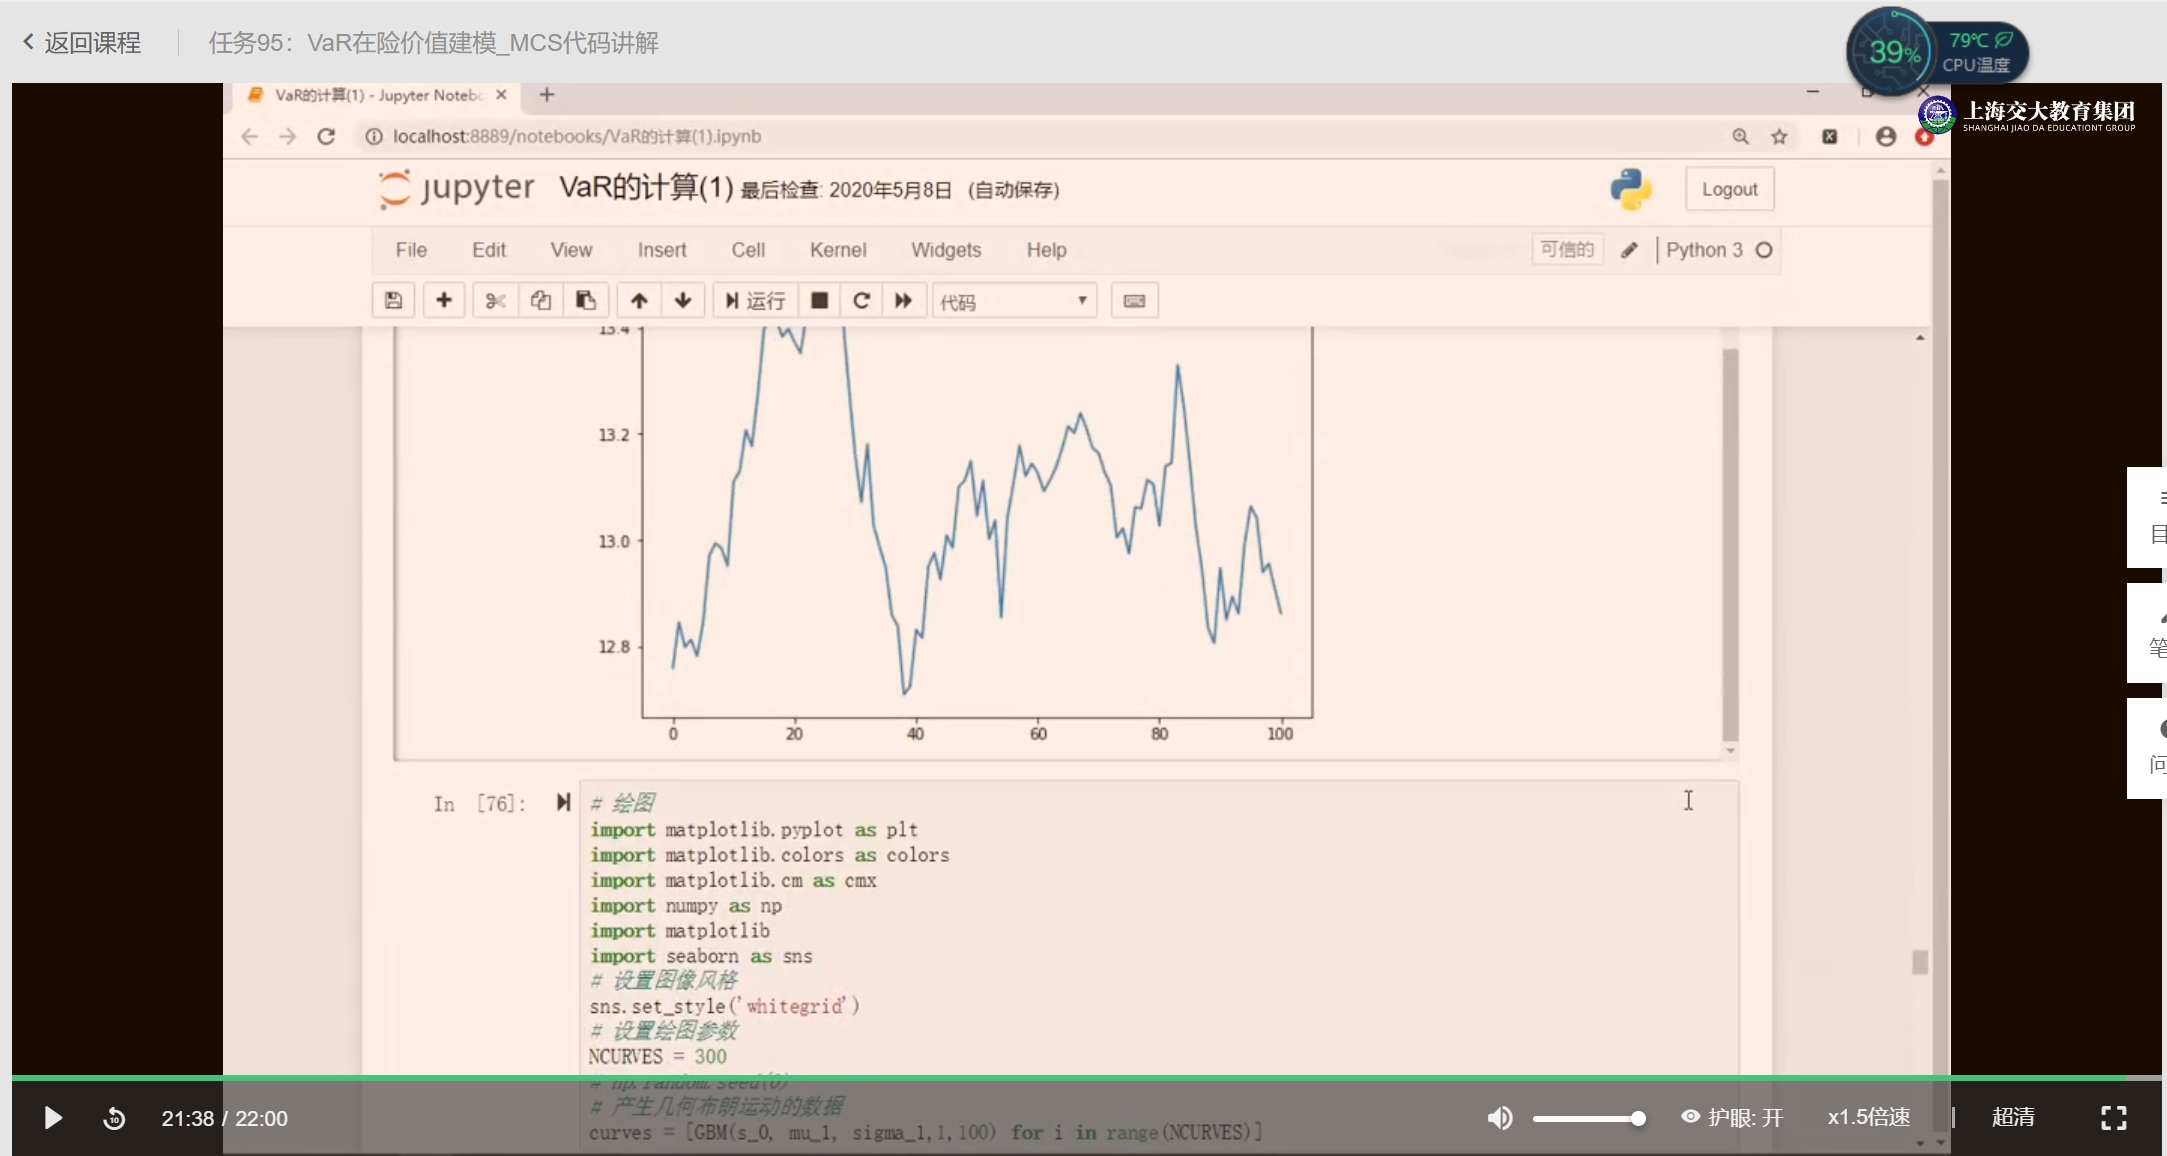 返回课程
任务95：VaR在险价值建模_MCS代码讲解
39%
79℃
CPU温度
VaR的计算(1) - Jupyter Noteb
上海交大教育集团
SHANGHAI JIAO DA EDUCATIONT GROUP
localhost:8889/notebooks/VaR的计算(1).ipynb
jupyter VaR的计算(1) 最后检查: 2020年5月8日 (自动保存)
Logout
File Edit View Insert Cell Kernel Widgets Help
可信的
Python 3
运行
代码
13.4
13.2
13.0
12.8
0 20 40 60 80 100
目
笔
问
In [76]:
# 绘图
import matplotlib.pyplot as plt
import matplotlib.colors as colors
import matplotlib.cm as cmx
import numpy as np
import matplotlib
import seaborn as sns
# 设置图像风格
sns.set_style('whitegrid')
# 设置绘图参数
NCURVES = 300
# np.random.seed(0)
# 产生几何布朗运动的数据
curves = [GBM(s_0, mu_1, sigma_1,1,100) for i in range(NCURVES)]
10
21:38 / 22:00
护眼: 开
x1.5倍速
超清